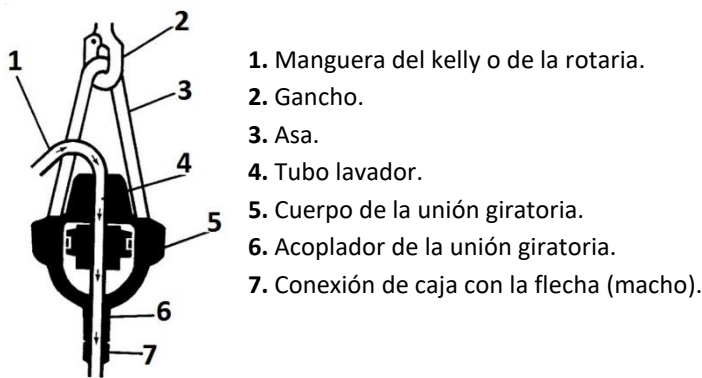 1
2
3
4
5
6
7
1. Manguera del kelly o de la rotaria.
2. Gancho.
3. Asa.
4. Tubo lavador.
5. Cuerpo de la unión giratoria.
6. Acoplador de la unión giratoria.
7. Conexión de caja con la flecha (macho).